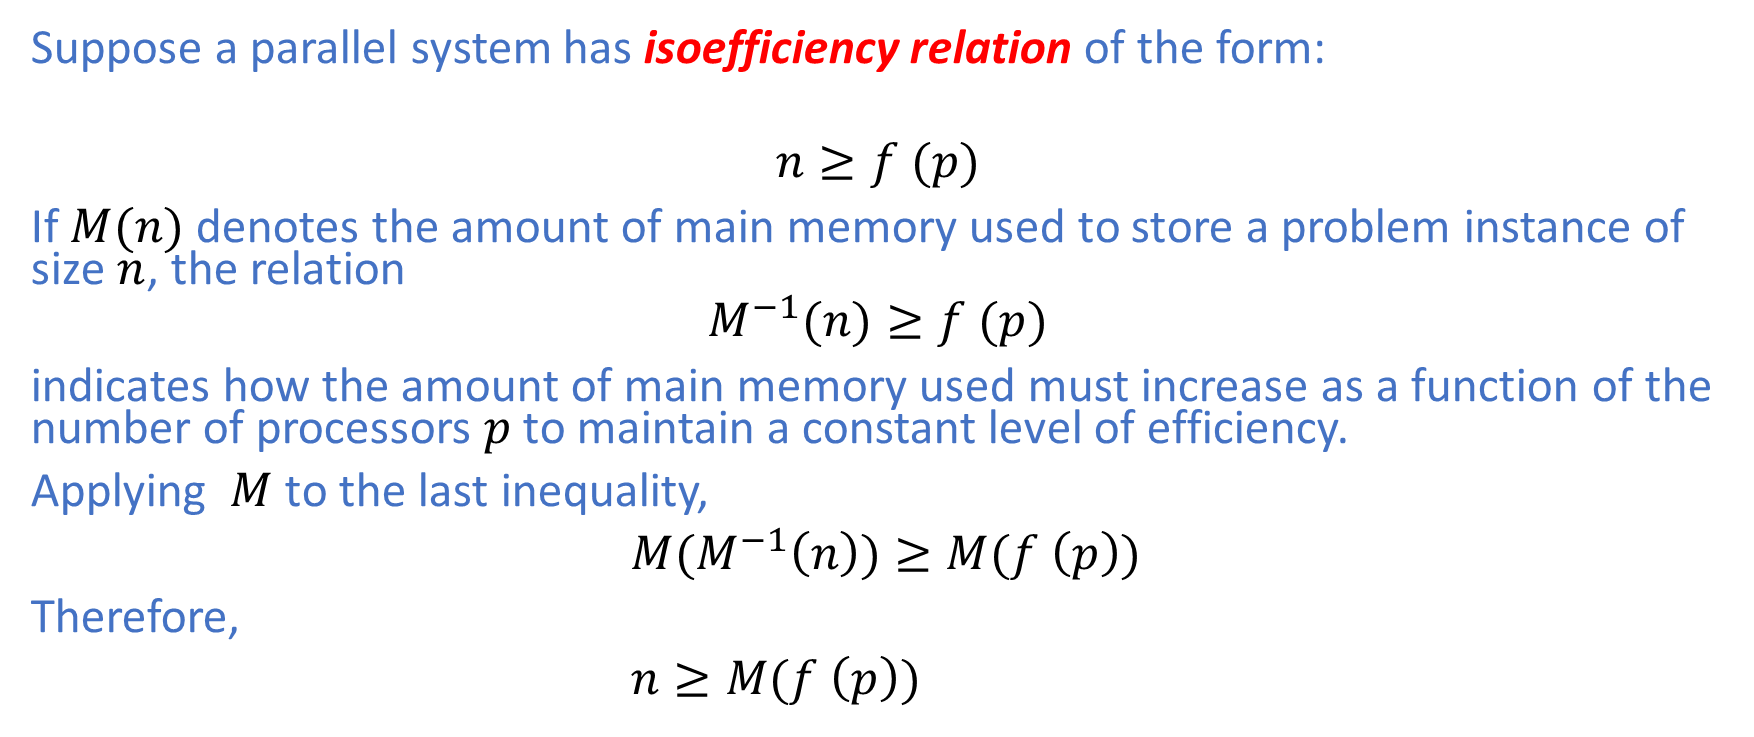 Suppose a parallel system has isoefficiency relation of the form:
n ≥ f (p)
If M(n) denotes the amount of main memory used to store a problem instance of
size n, the relation
M⁻¹(n) ≥ f (p)
indicates how the amount of main memory used must increase as a function of the
number of processors p to maintain a constant level of efficiency.
Applying M to the last inequality,
M(M⁻¹(n)) ≥ M(f (p))
Therefore,
n ≥ M(f (p))